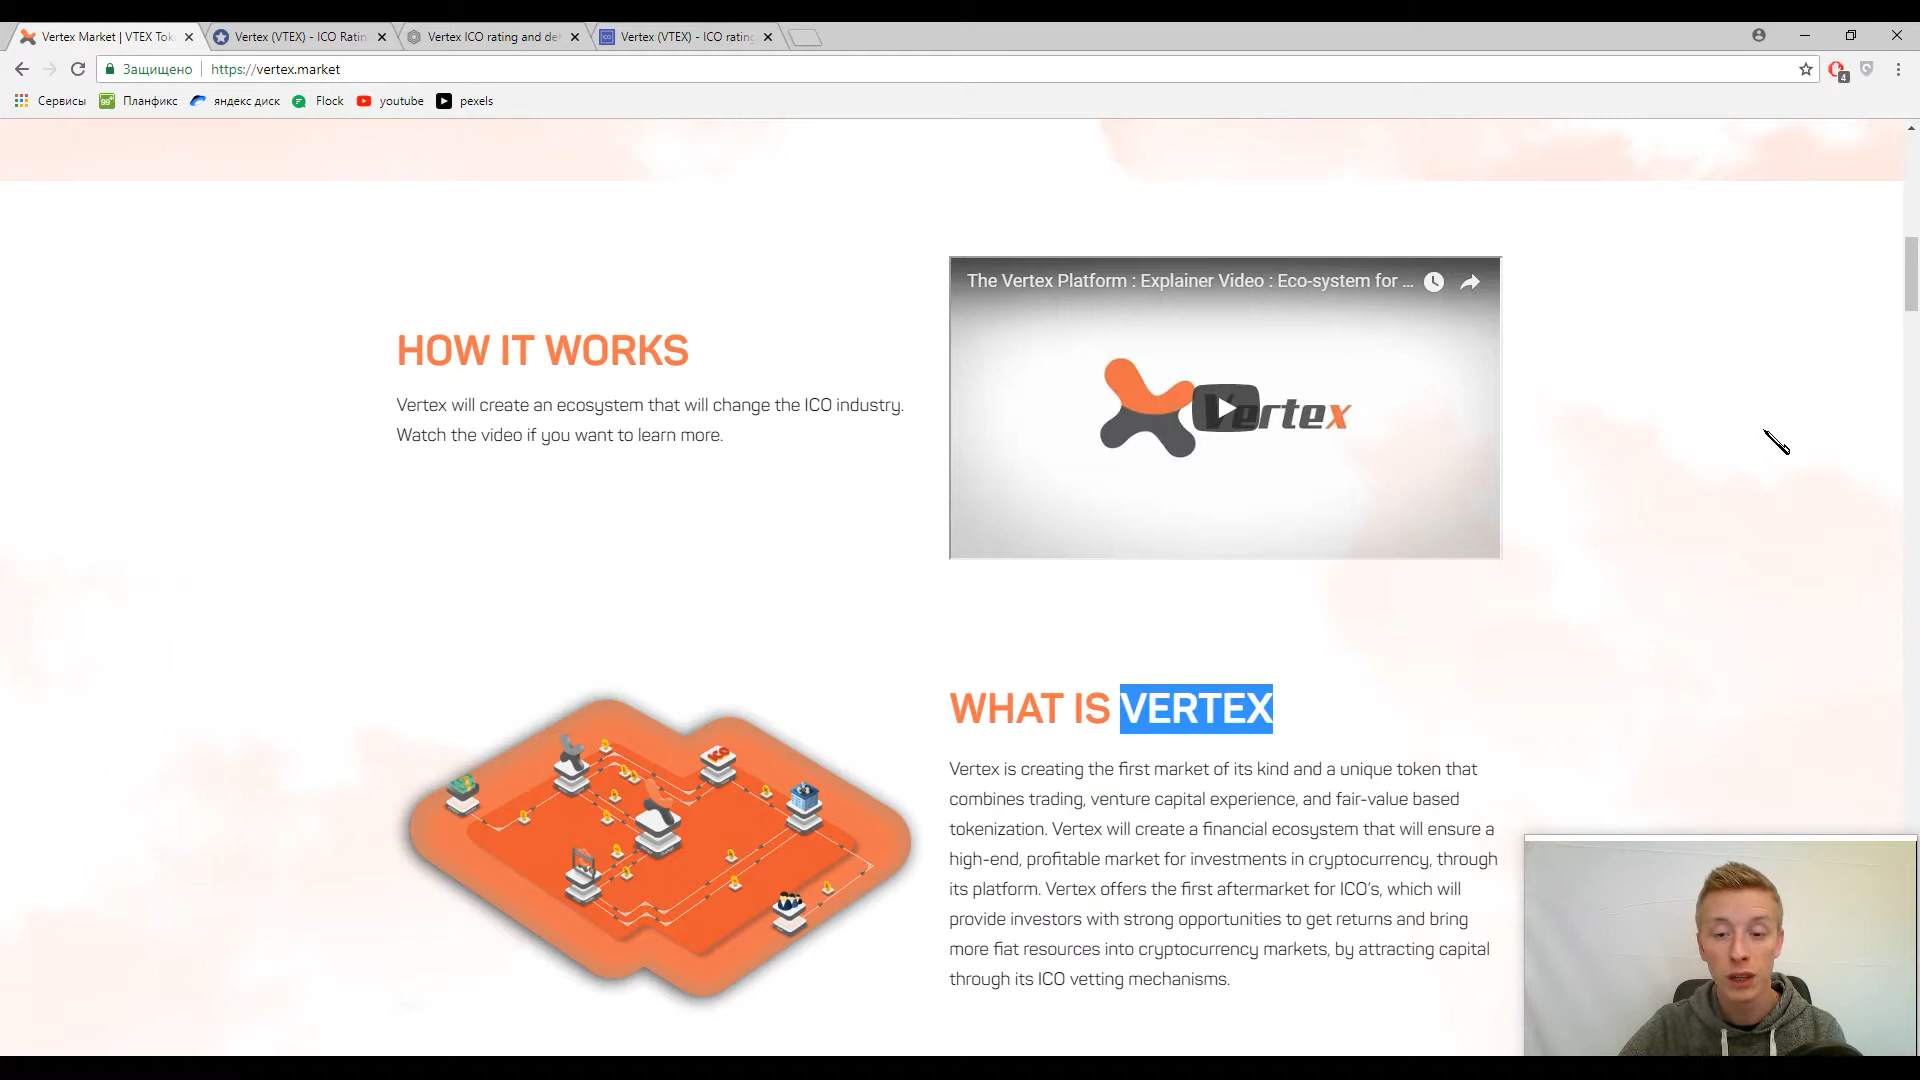 Vertex Market | VTEX Tok
Vertex (VTEX) - ICO Ratin
Vertex ICO rating and det
Vertex (VTEX) - ICO rating
Защищено
https://vertex.market
4
Сервисы
99+
Планфикс
яндекс диск
Flock
youtube
pexels
The Vertex Platform : Explainer Video : Eco-system for ...
Vertex
HOW IT WORKS
Vertex will create an ecosystem that will change the ICO industry.
Watch the video if you want to learn more.
ICO
WHAT IS VERTEX
Vertex is creating the first market of its kind and a unique token that
combines trading, venture capital experience, and fair-value based
tokenization. Vertex will create a financial ecosystem that will ensure a
high-end, profitable market for investments in cryptocurrency, through
its platform. Vertex offers the first aftermarket for ICO's, which will
provide investors with strong opportunities to get returns and bring
more fiat resources into cryptocurrency markets, by attracting capital
through its ICO vetting mechanisms.